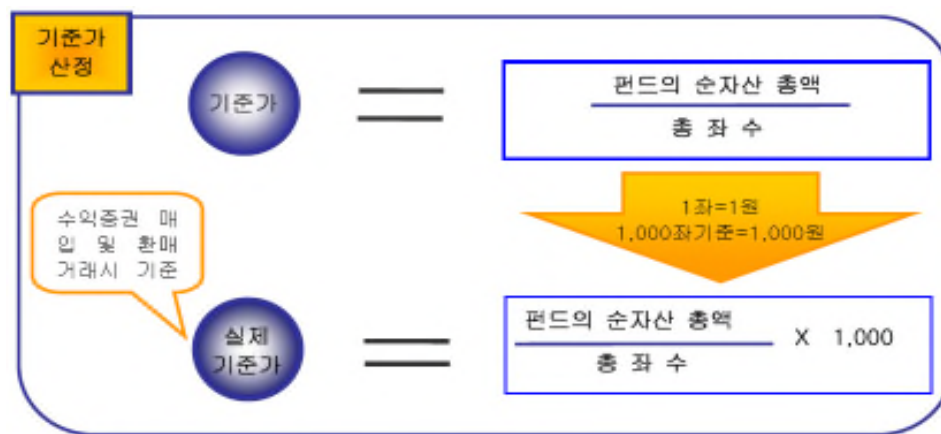 기준가
산정
기준가
펀드의 순자산 총액
총 좌 수
1좌=1원
1,000좌기준=1,000원
수익증권 매
입 및 환매
거래시 기준
실제
기준가
펀드의 순자산 총액
X 1,000
총 좌 수